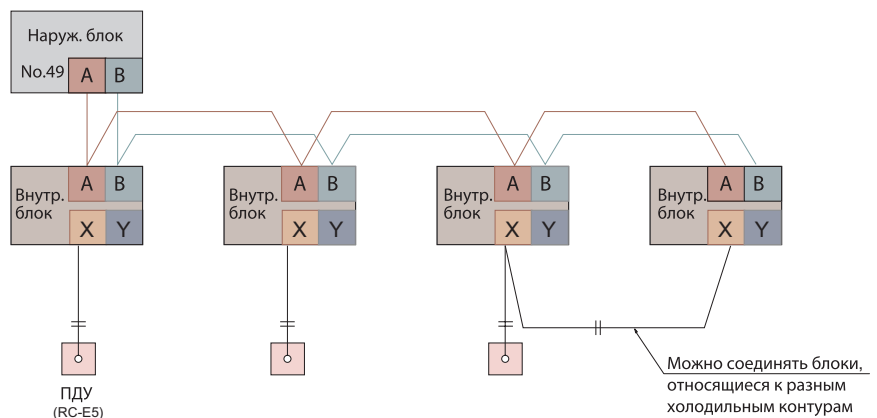 Наруж. блок
No.49 A B
A B
Внутр.
блок
X Y
A B
Внутр.
блок
X Y
A B
Внутр.
блок
X Y
A B
Внутр.
блок
X Y
ПДУ
(RC-E5)
Можно соединять блоки,
относящиеся к разным
холодильным контурам